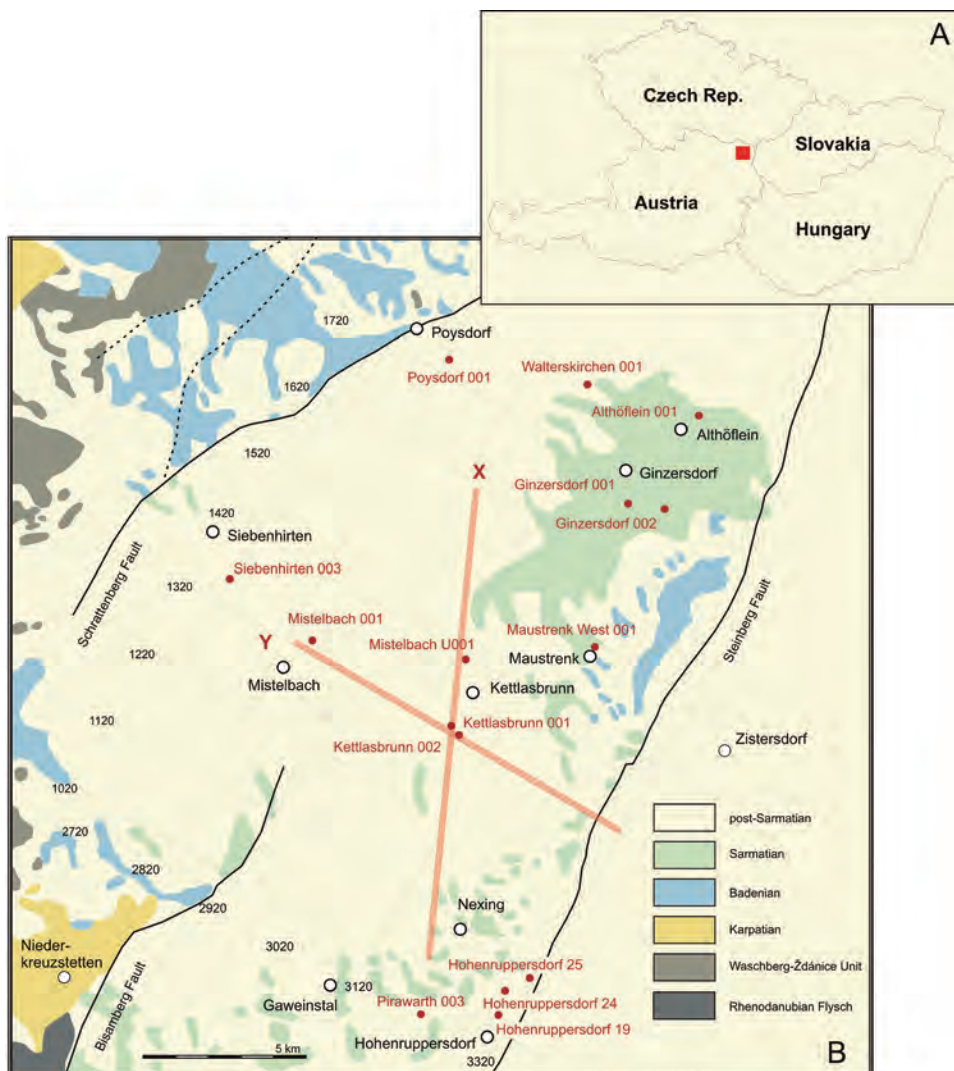 A
Czech Rep.
Slovakia
Austria
Hungary
1720
Poysdorf
Poysdorf 001
Walterskirchen 001
1620
Althöflein 001
Althöflein
1520
X
Ginzersdorf
Ginzersdorf 001
1420
Siebenhirten
Ginzersdorf 002
Schrattenberg Fault
1320
Siebenhirten 003
Mistelbach 001
Maustrenk West 001
Steinberg Fault
1220
Y
Mistelbach U001
Maustrenk
Mistelbach
Kettlasbrunn
1120
Kettlasbrunn 001
Kettlasbrunn 002
Zistersdorf
1020
2720
post-Sarmatian
2820
Sarmatian
2920
Badenian
Nexing
Karpatian
Nieder-
kreuzstetten
3020
Hohenruppersdorf 25
Waschberg-Ždánice Unit
Gaweinstal
3120
Pirawarth 003
Hohenruppersdorf 24
Rhenodanubian Flysch
Bisamberg Fault
Hohenruppersdorf 19
5 km
Hohenruppersdorf
3320
B